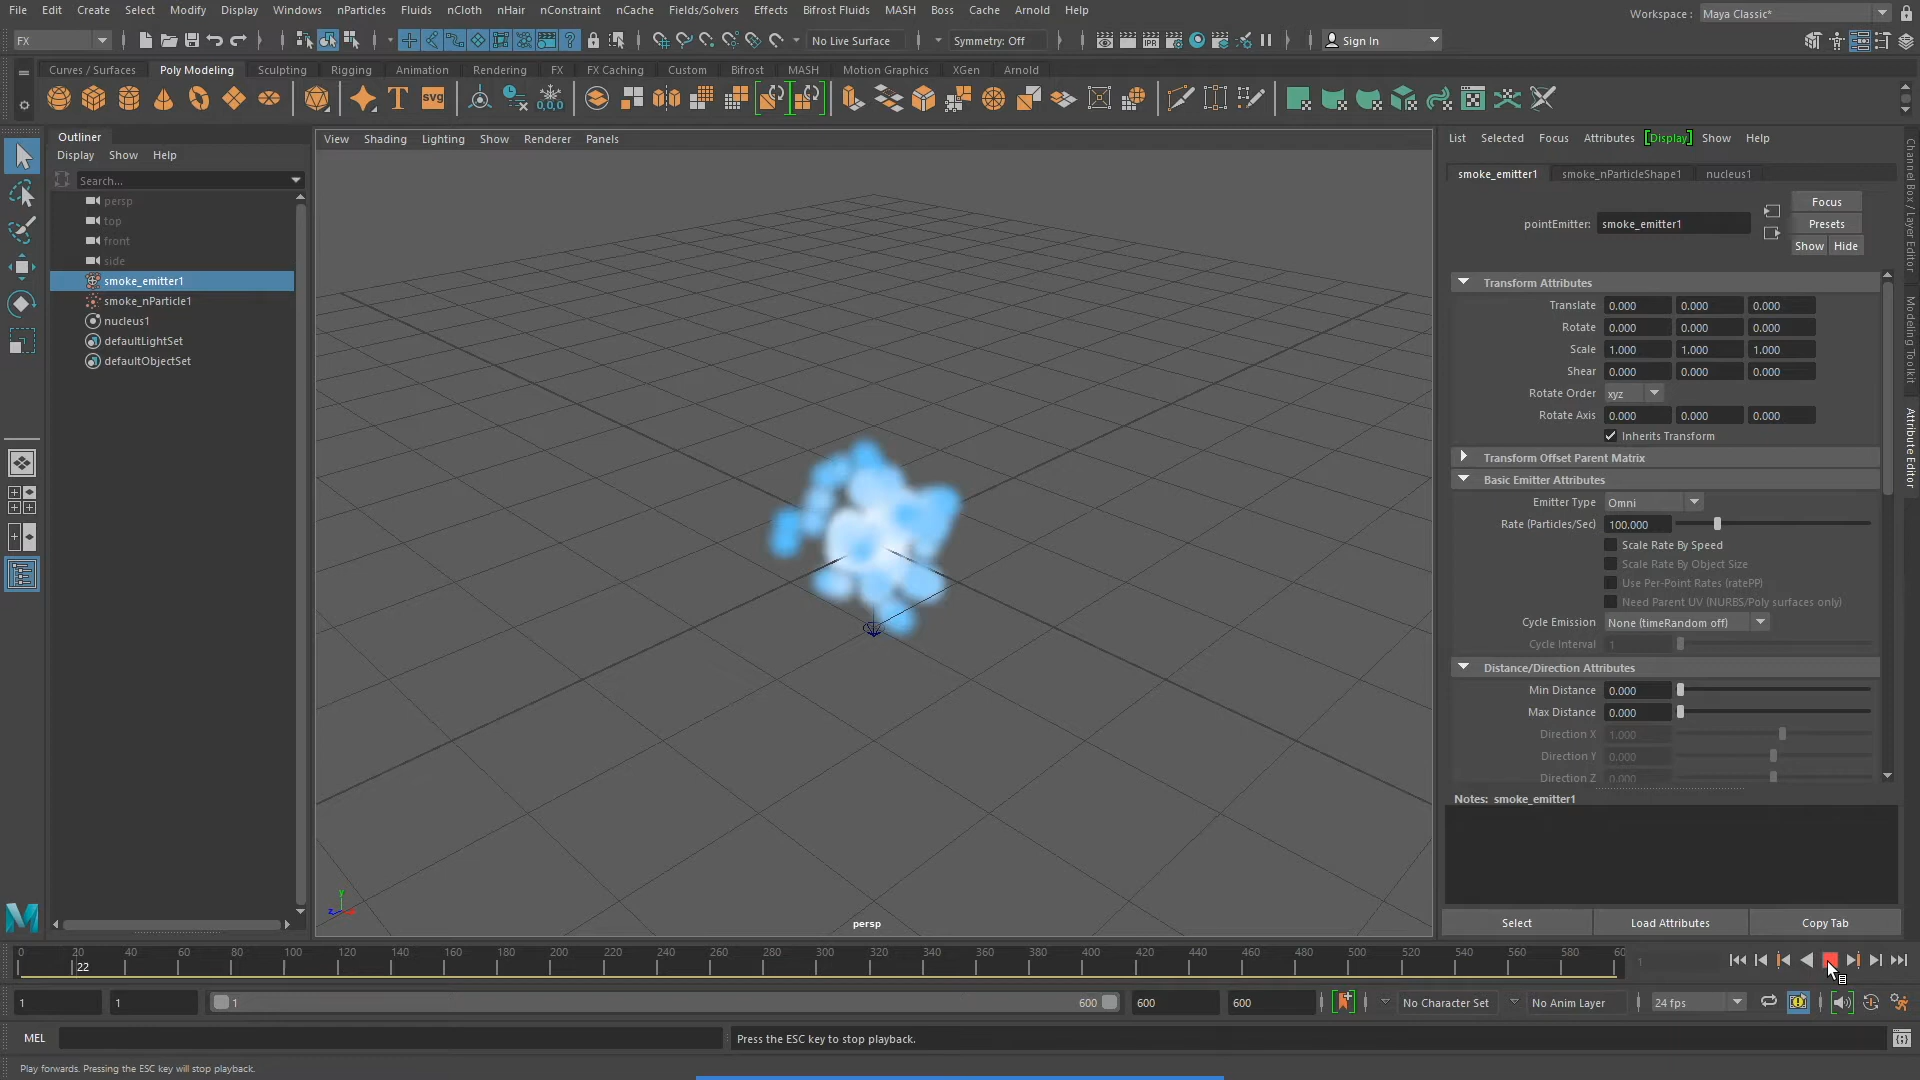 File Edit Create Select Modify Display Windows nParticles Fluids nCloth nHair nConstraint nCache Fields/Solvers Effects Bifrost Fluids MASH Boss Cache Arnold Help
Workspace : Maya Classic*
FX No Live Surface Symmetry: Off Sign In
Curves / Surfaces Poly Modeling Sculpting Rigging Animation Rendering FX FX Caching Custom Bifrost MASH Motion Graphics XGen Arnold
T SVG 0,0,0
Outliner
Display Show Help
Search...
persp
top
front
side
smoke_emitter1
smoke_nParticle1
nucleus1
defaultLightSet
defaultObjectSet
View Shading Lighting Show Renderer Panels
y
z
persp
List Selected Focus Attributes [Display] Show Help
smoke_emitter1 smoke_nParticleShape1 nucleus1
Focus
pointEmitter: smoke_emitter1 Presets
Show Hide
Transform Attributes
Translate 0.000 0.000 0.000
Rotate 0.000 0.000 0.000
Scale 1.000 1.000 1.000
Shear 0.000 0.000 0.000
Rotate Order xyz
Rotate Axis 0.000 0.000 0.000
Inherits Transform
Transform Offset Parent Matrix
Basic Emitter Attributes
Emitter Type Omni
Rate (Particles/Sec) 100.000
Scale Rate By Speed
Scale Rate By Object Size
Use Per-Point Rates (ratePP)
Need Parent UV (NURBS/Poly surfaces only)
Cycle Emission None (timeRandom off)
Cycle Interval 1
Distance/Direction Attributes
Min Distance 0.000
Max Distance 0.000
Direction X 1.000
Direction Y 0.000
Direction Z 0.000
Notes: smoke_emitter1
Select Load Attributes Copy Tab
Channel Box / Layer Editor
Modeling Toolkit
Attribute Editor
0 20 40 60 80 100 120 140 160 180 200 220 240 260 280 300 320 340 360 380 400 420 440 460 480 500 520 540 560 580 60
22
1
1 1 1 600 600 600 No Character Set No Anim Layer 24 fps
MEL Press the ESC key to stop playback.
Play forwards. Pressing the ESC key will stop playback.